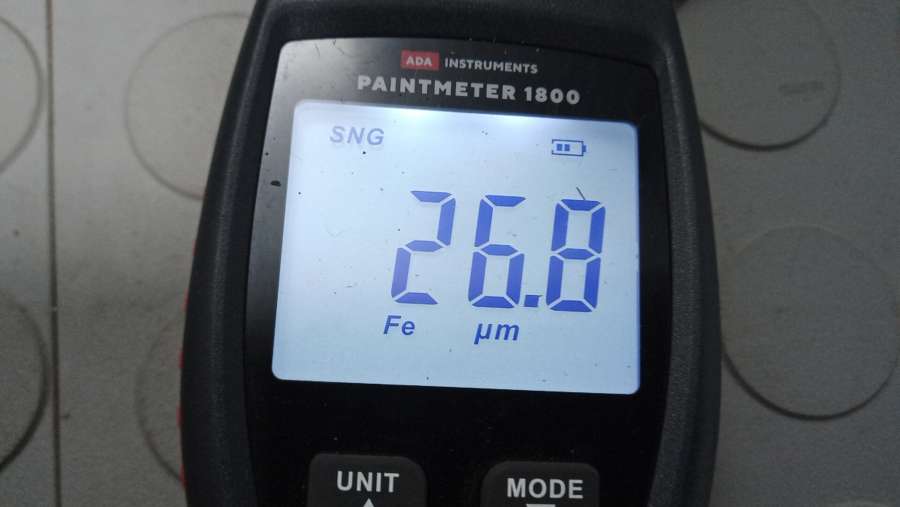 ADA INSTRUMENTS
PAINTMETER 1800
SNG
26.8
Fe µm
UNIT MODE